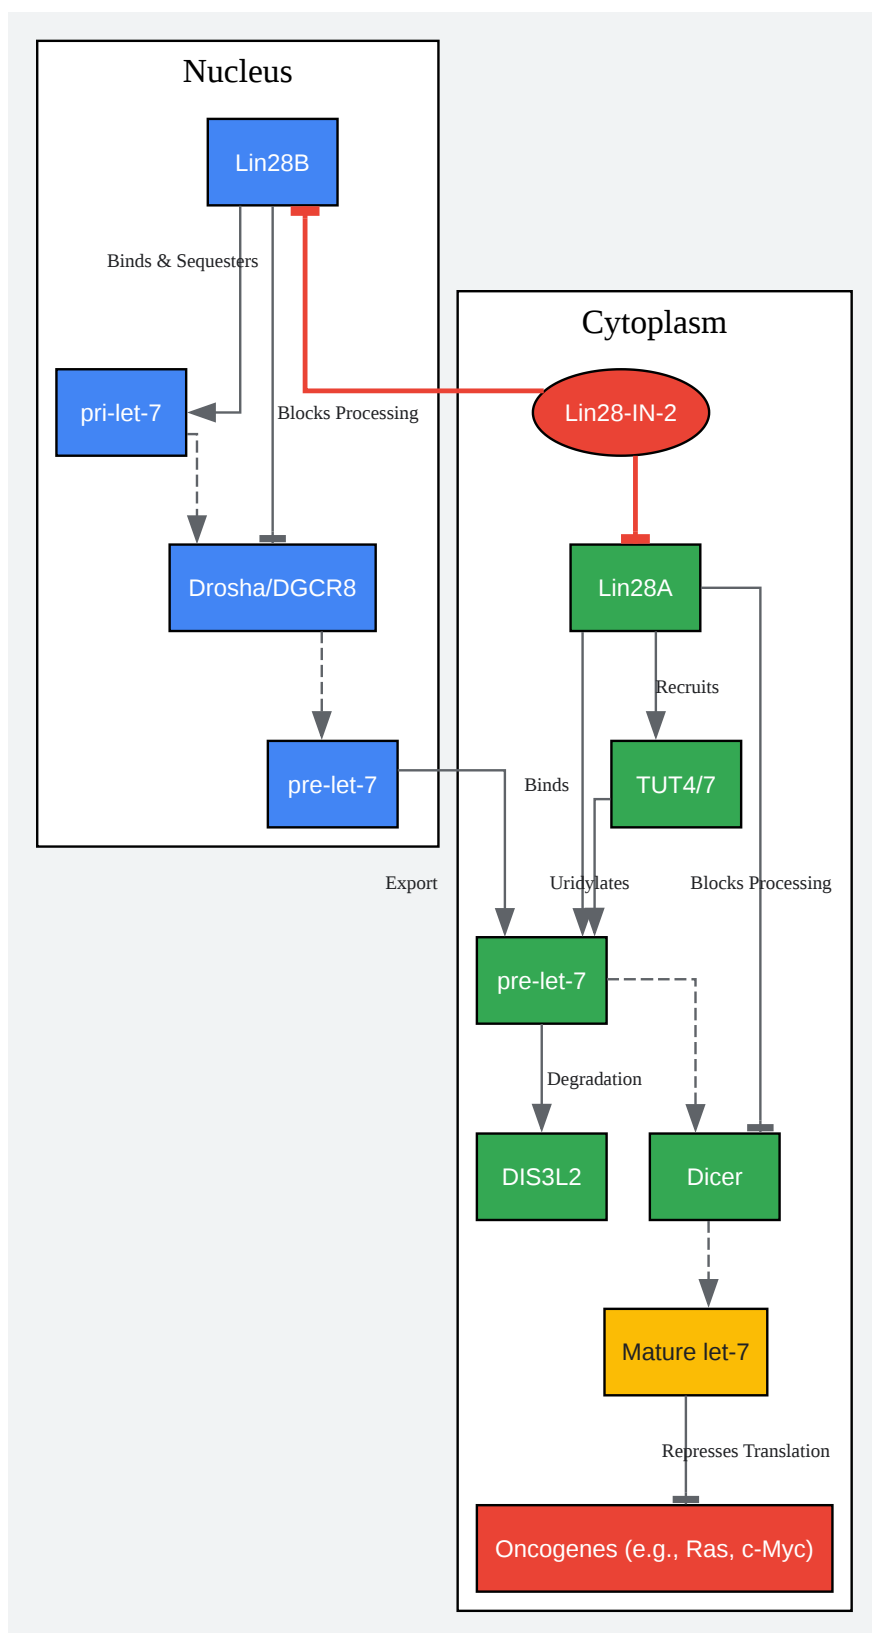 Nucleus
Lin28B
Binds & Sequesters
Cytoplasm
pri-let-7
Blocks Processing
Lin28-IN-2
Drosha/DGCR8
Lin28A
Recruits
pre-let-7
Binds
TUT4/7
Export
Uridylates
Blocks Processing
pre-let-7
Degradation
DIS3L2
Dicer
Mature let-7
Represses Translation
Oncogenes (e.g., Ras, c-Myc)